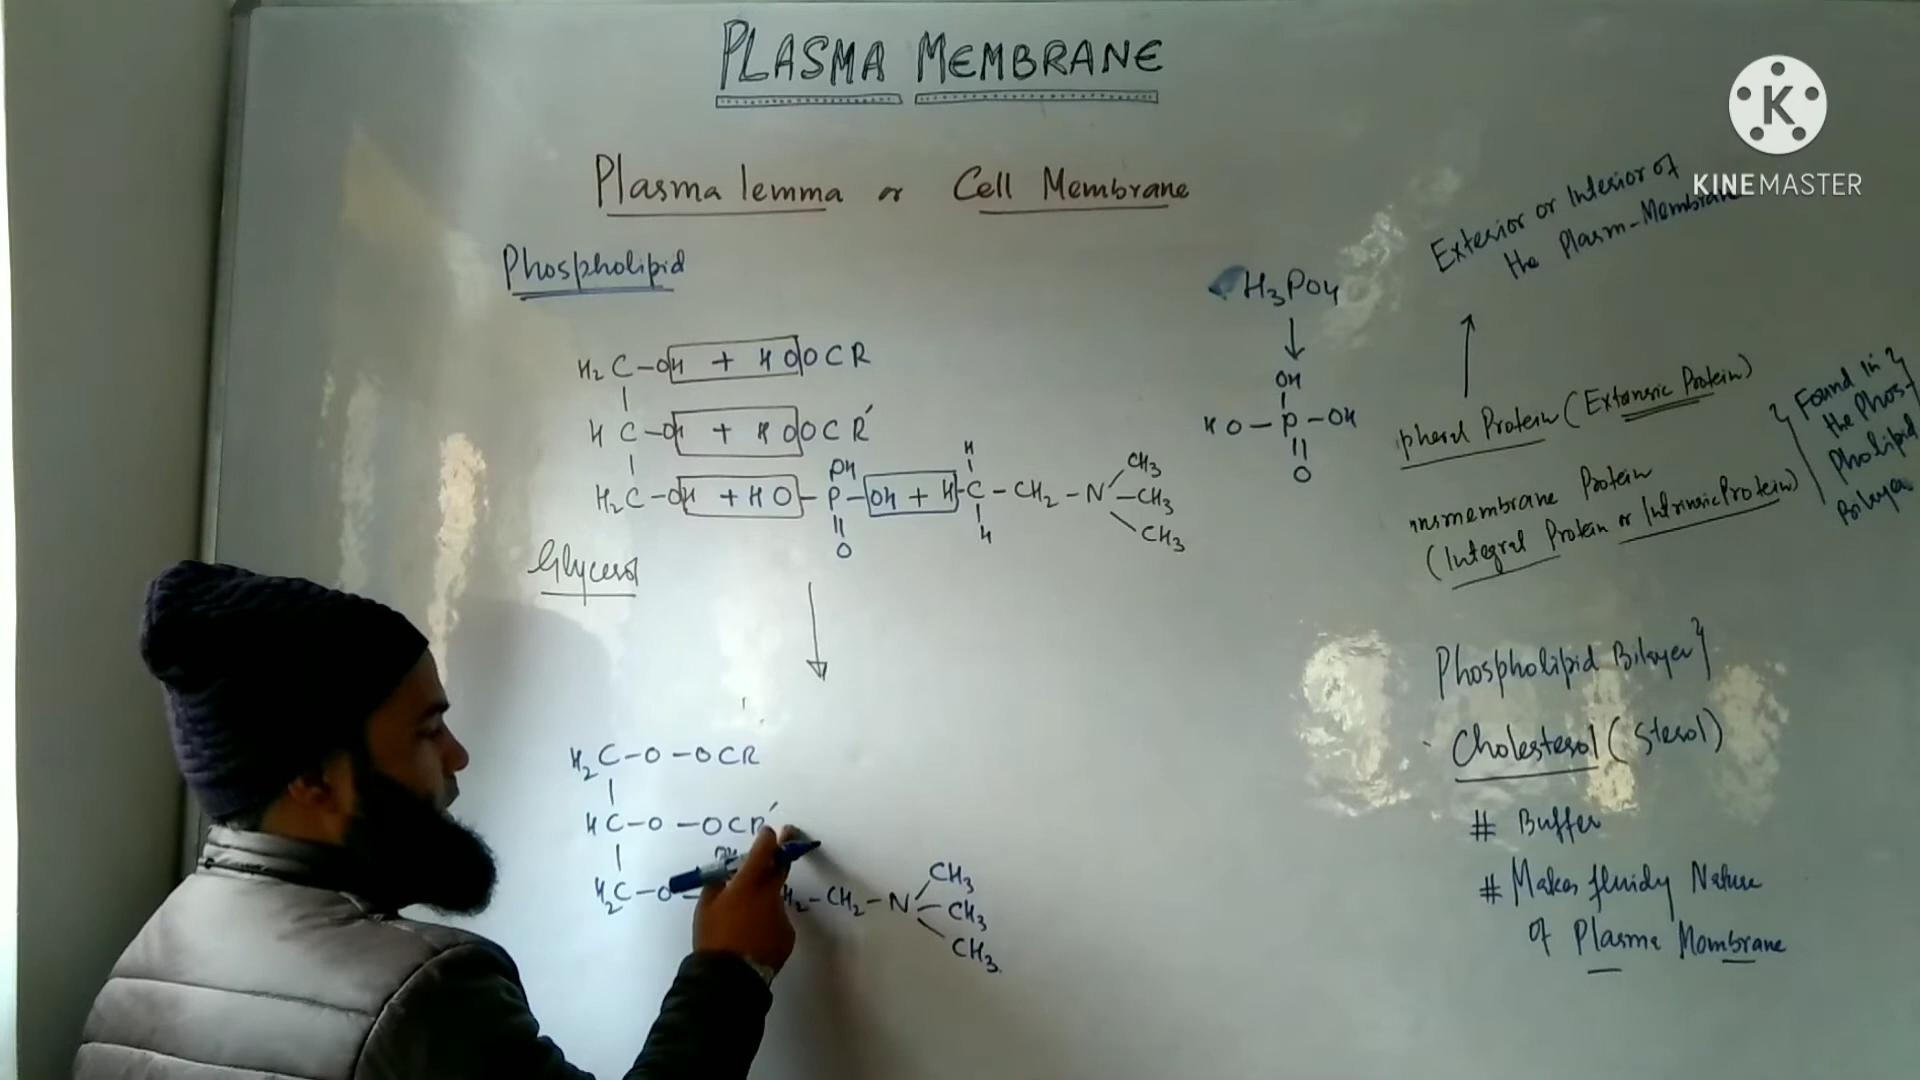 PLASMA MEMBRANE
Plasma lemma or Cell Membrane
KINEMASTER
Phospholipid
H2C-OH + HOOCR
HC-OH + HOOCR'
H2C-OH + HO-P-OH + H-C-CH2-N-CH3
OH
O
H
H
CH3
CH3
Glycerol
H2C-O-OCR
HC-O-OCR'
H2C-O
H2-CH2-N-CH3
CH3
CH3
H3PO4
OH
HO-P-OH
O
Exterior or Interior of
the Plasm-Membrane
pheral Protein (Extensric Protein)
nsmembrane Protein
(Integral Protein or Intrinsic Protein)
{Found in}
the Phos-
pholipid
Bilaye
Phospholipid Bilayer}
Cholesterol (Sterol)
# Buffer
# Makes fluidy Nature
of Plasma Mombrane